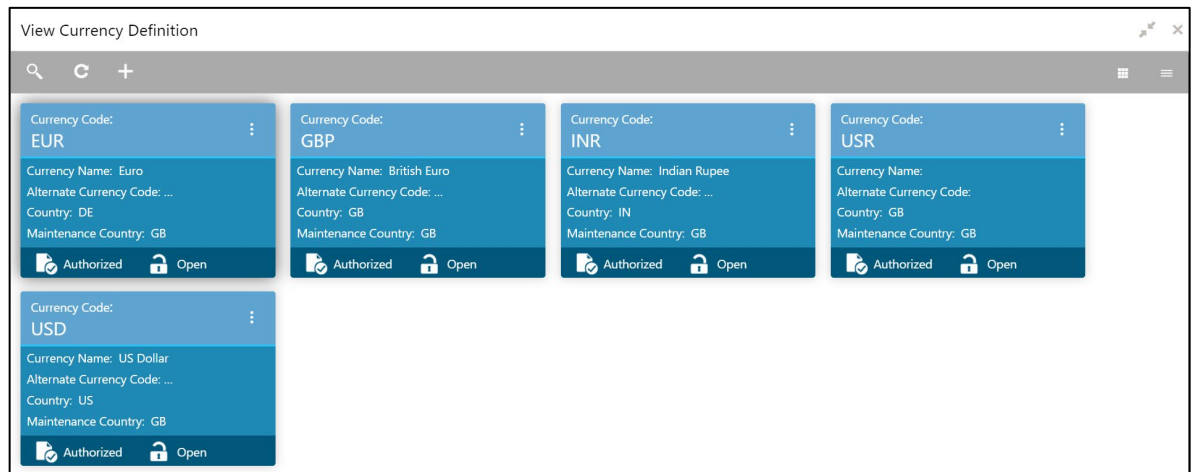 View Currency Definition
Currency Code:
EUR
Currency Name: Euro
Alternate Currency Code: ...
Country: DE
Maintenance Country: GB
Authorized Open
Currency Code:
GBP
Currency Name: British Euro
Alternate Currency Code: ...
Country: GB
Maintenance Country: GB
Authorized Open
Currency Code:
INR
Currency Name: Indian Rupee
Alternate Currency Code: ...
Country: IN
Maintenance Country: GB
Authorized Open
Currency Code:
USR
Currency Name:
Alternate Currency Code:
Country: GB
Maintenance Country: GB
Authorized Open
Currency Code:
USD
Currency Name: US Dollar
Alternate Currency Code: ...
Country: US
Maintenance Country: GB
Authorized Open